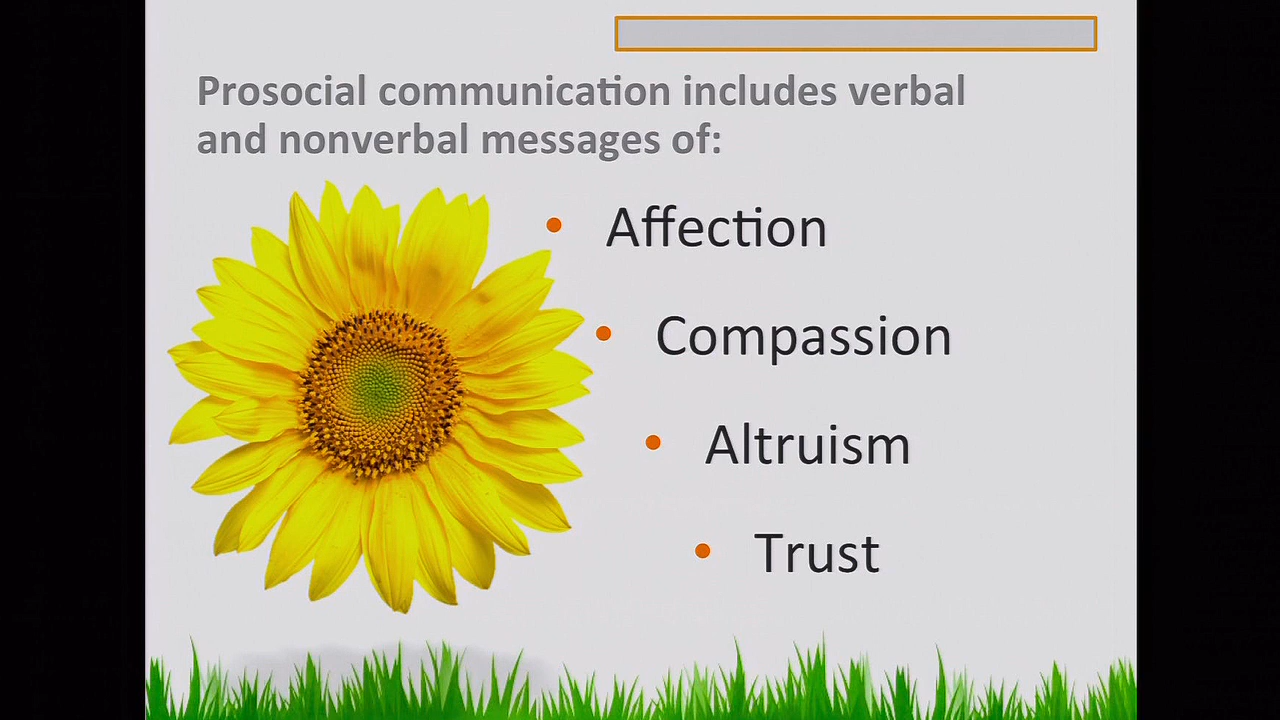 Prosocial communication includes verbal
and nonverbal messages of:
• Affection
• Compassion
• Altruism
• Trust